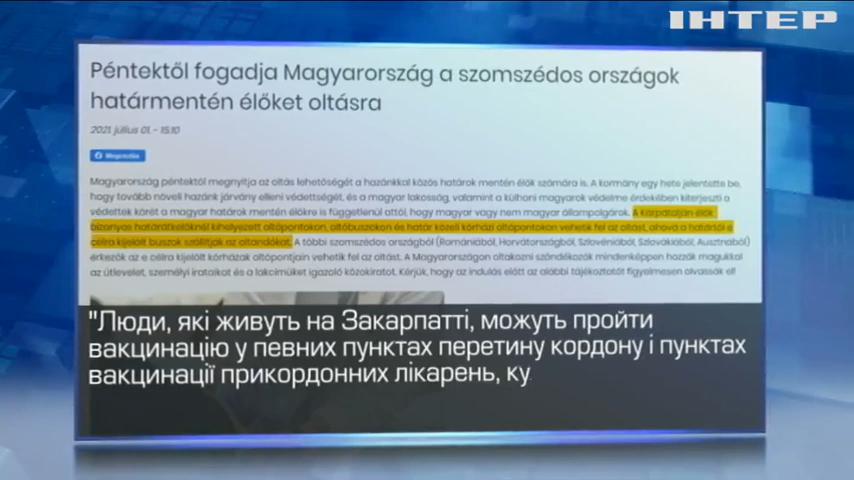 ІНТЕР
Péntektől fogadja Magyarország a szomszédos országok
határmentén élőket oltásra
2021. július 01. - 15:10
Megosztás
Magyarország péntektől megnyitja az oltás lehetőségét a hazánkkal közös határok mentén élők számára is. A kormány egy hete jelentette be,
hogy tovább növeli hazánk járvány elleni védettségét, és a magyar lakosság, valamint a külhoni magyarok védelme érdekében kiterjeszti a
védettek körét a magyar határok mentén élőkre is függetlenül attól, hogy magyar vagy nem magyar állampolgárok. A Kárpátalján élők
bizonyos határátkelőknél kihelyezett oltópontokon, oltóbuszokon és határ közeli kórházi oltópontokon vehetik fel az oltást, ahová a határtól e
célra kijelölt buszok szállítják az oltandókat. A többi szomszédos országból (Romániából, Horvátországból, Szlovéniából, Szlovákiából, Ausztriából)
érkezők az e célra kijelölt kórházak oltópontjain vehetik fel az oltást. A Magyarországon oltakozni szándékozók mindenképpen hozzák magukkal
az útlevelet, személyi iratokat és a lakcímüket igazoló közokiratot. Kérjük, hogy az indulás előtt az alábbi tájékoztatót figyelmesen olvassák el!
"Люди, які живуть на Закарпатті, можуть пройти
вакцинацію у певних пунктах перетину кордону і пунктах
вакцинації прикордонних лікарень, ку